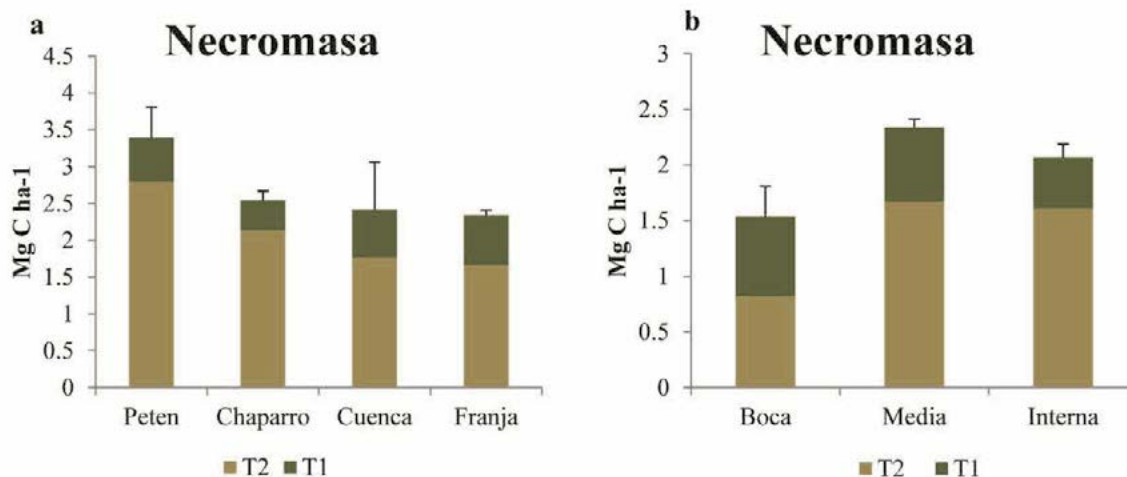 a
Necromasa
4.5
4
3.5
3
2.5
2
1.5
1
0.5
0
Mg C ha-1
Peten Chaparro Cuenca Franja
T2 T1
b
Necromasa
3
2.5
2
1.5
1
0.5
0
Mg C ha-1
Boca Media Interna
T2 T1